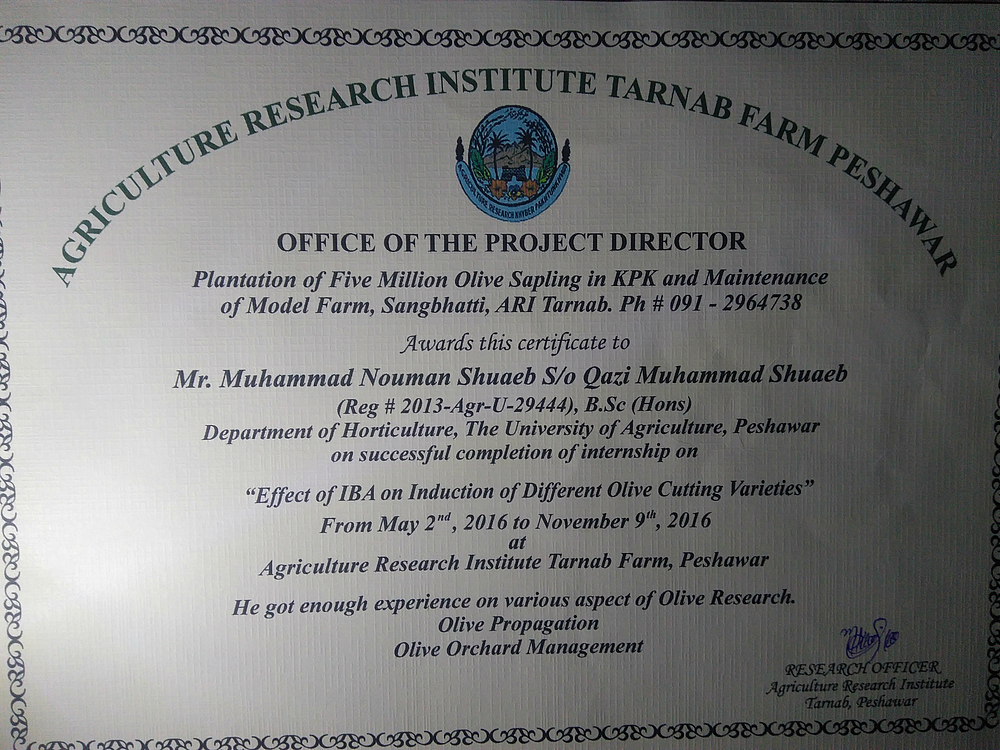 AGRICULTURE RESEARCH INSTITUTE TARNAB FARM PESHAWAR
AGRICULTURE RESEARCH KHYBER PAKHTUNKHWA
OFFICE OF THE PROJECT DIRECTOR
Plantation of Five Million Olive Sapling in KPK and Maintenance
of Model Farm, Sangbhatti, ARI Tarnab. Ph # 091 - 2964738
Awards this certificate to
Mr. Muhammad Nouman Shuaeb S/o Qazi Muhammad Shuaeb
(Reg # 2013-Agr-U-29444), B.Sc (Hons)
Department of Horticulture, The University of Agriculture, Peshawar
on successful completion of internship on
“Effect of IBA on Induction of Different Olive Cutting Varieties”
From May 2nd, 2016 to November 9th, 2016
at
Agriculture Research Institute Tarnab Farm, Peshawar
He got enough experience on various aspect of Olive Research.
Olive Propagation
Olive Orchard Management
RESEARCH OFFICER
Agriculture Research Institute
Tarnab, Peshawar